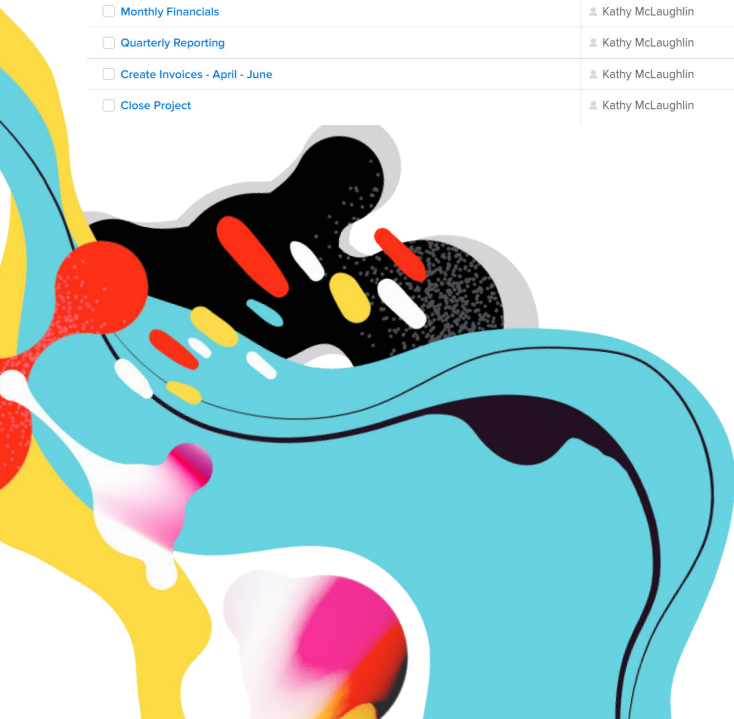 Monthly Financials Kathy McLaughlin
Quarterly Reporting Kathy McLaughlin
Create Invoices - April - June Kathy McLaughlin
Close Project Kathy McLaughlin